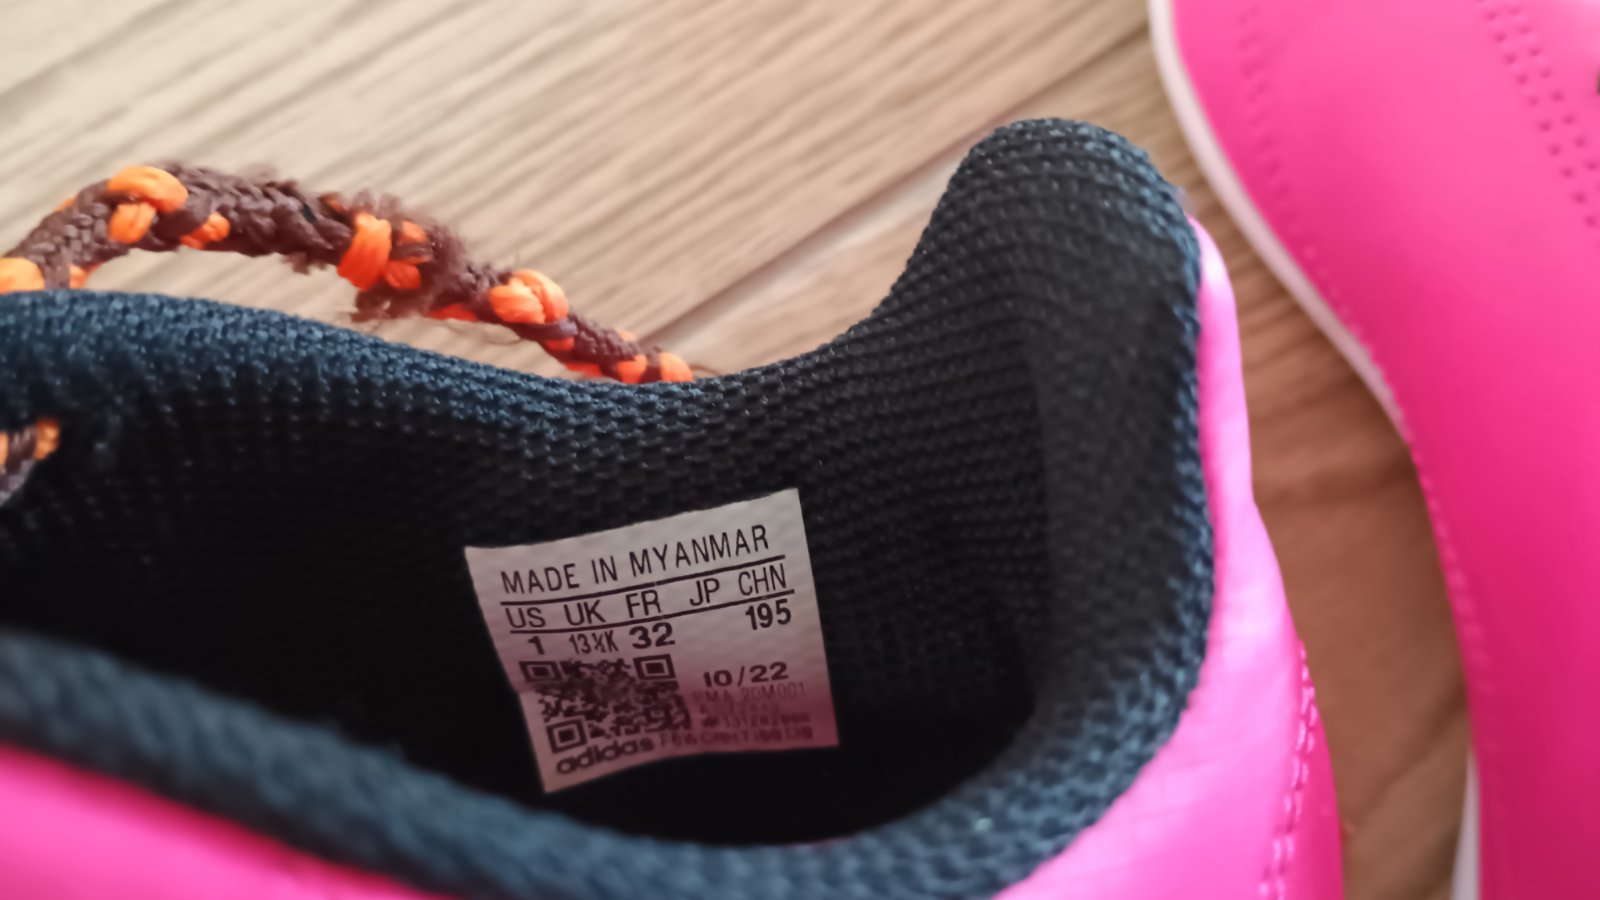 MADE IN MYANMAR
US UK FR JP CHN
1 13½K 32 195
10/22
adidas